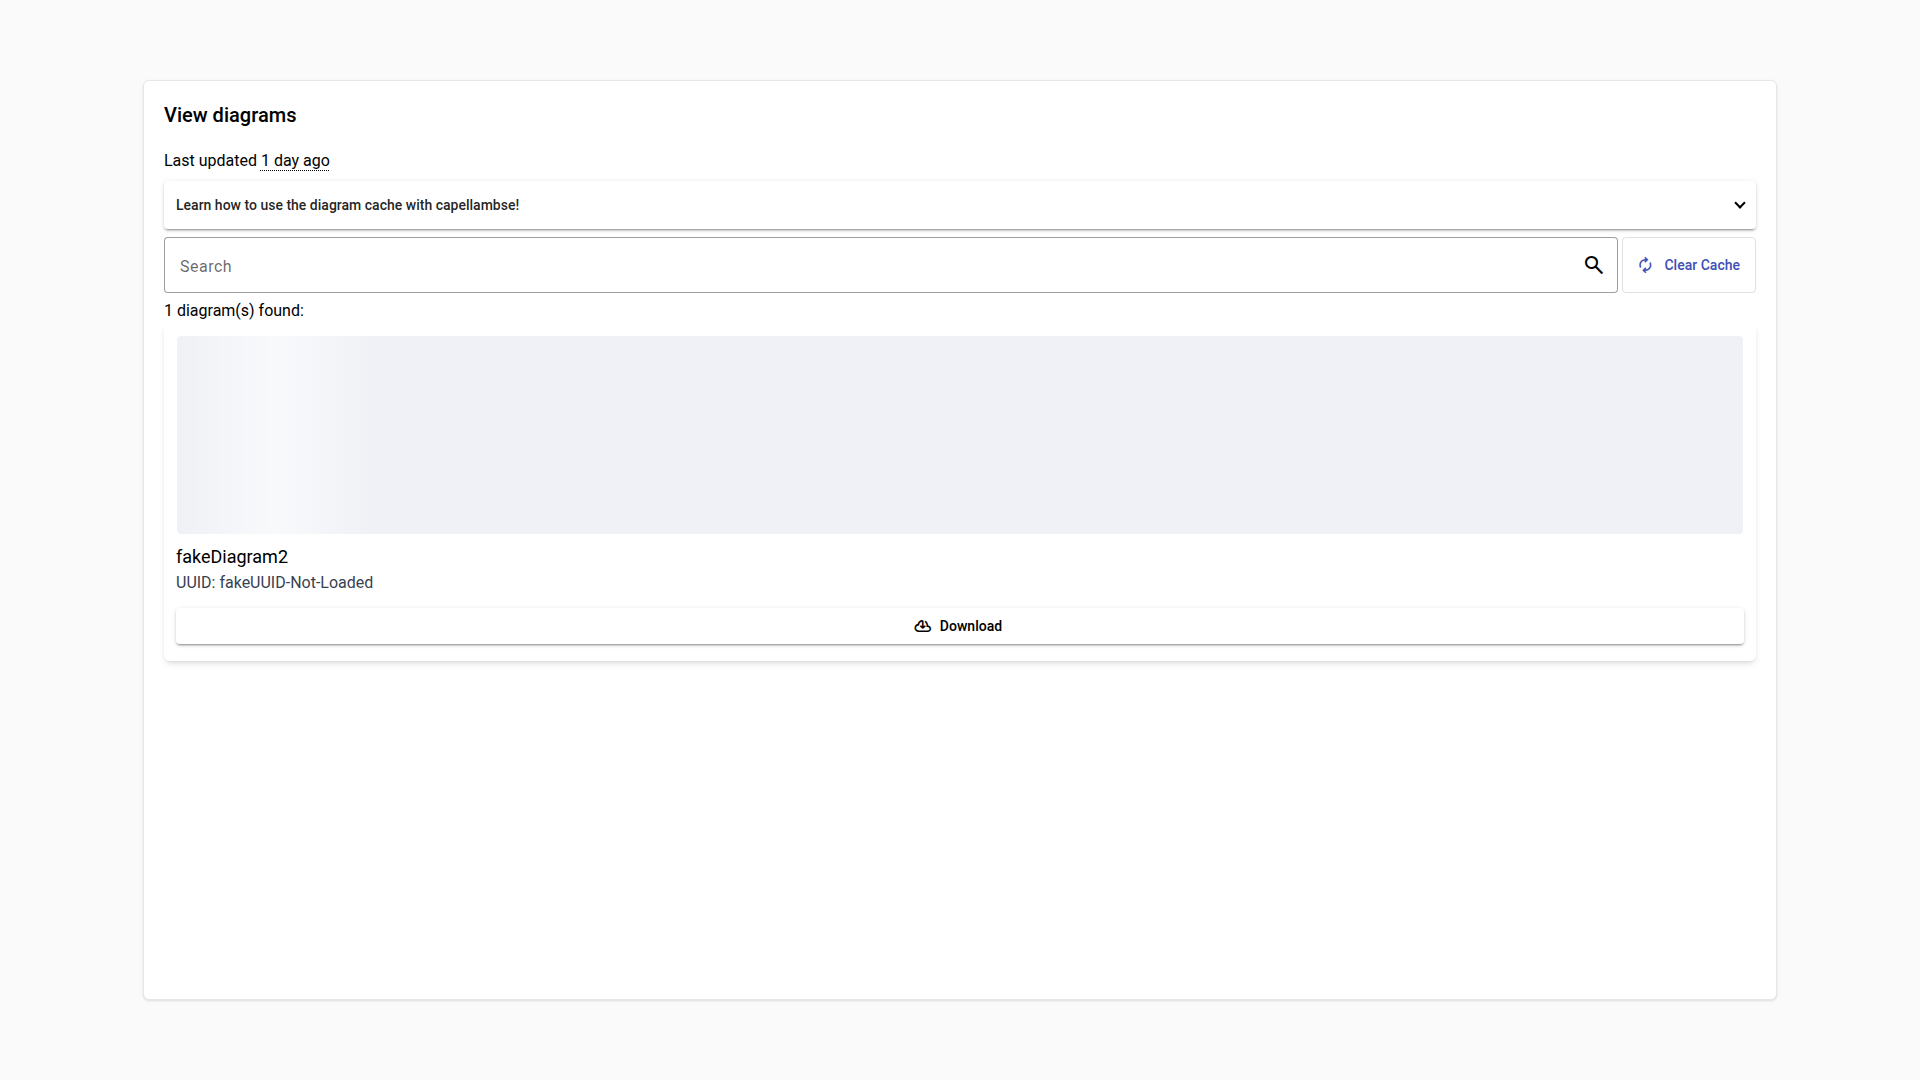 View diagrams
Last updated 1 day ago
Learn how to use the diagram cache with capellambse!
Search
Clear Cache
1 diagram(s) found:
fakeDiagram2
UUID: fakeUUID-Not-Loaded
Download